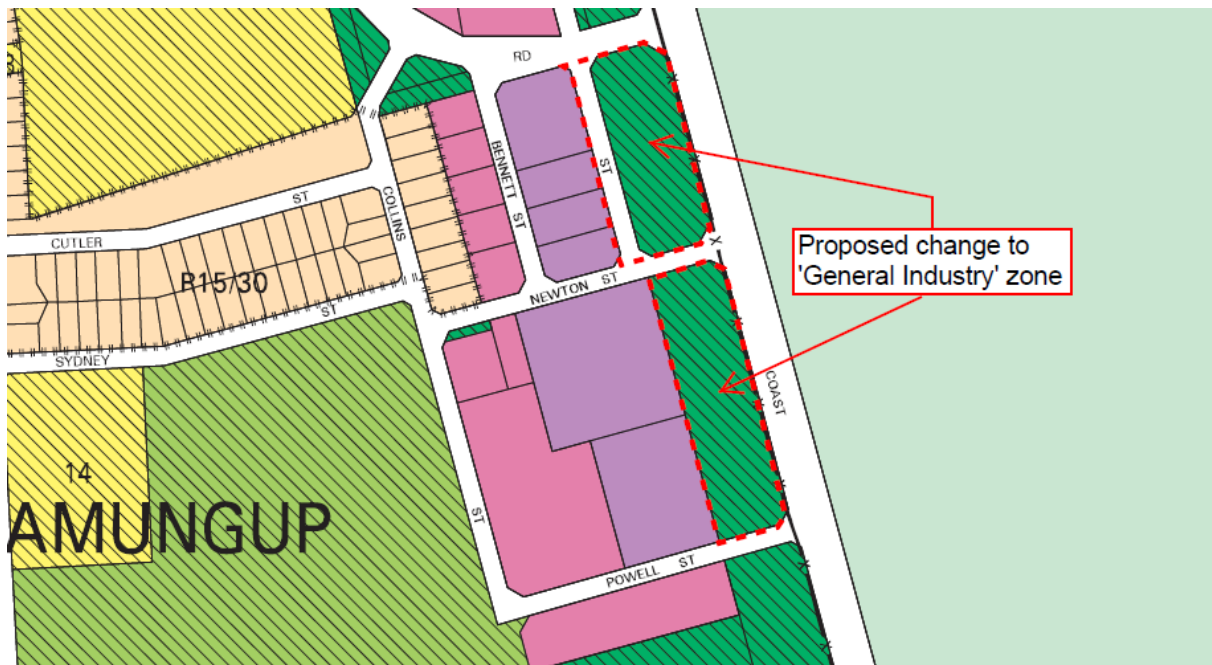 RD
BENNETT ST
ST
COLLINS
ST
CUTLER
R15/30
NEWTON ST
ST
SYDNEY
Proposed change to
'General Industry' zone
COAST
14
AMUNGUP
ST
POWELL ST